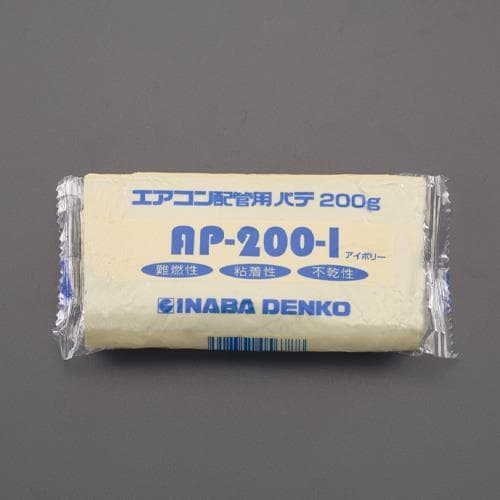 エアコン配管用パテ 200g
AP-200-I アイボリー
難燃性 粘着性 不乾性
INABA DENKO